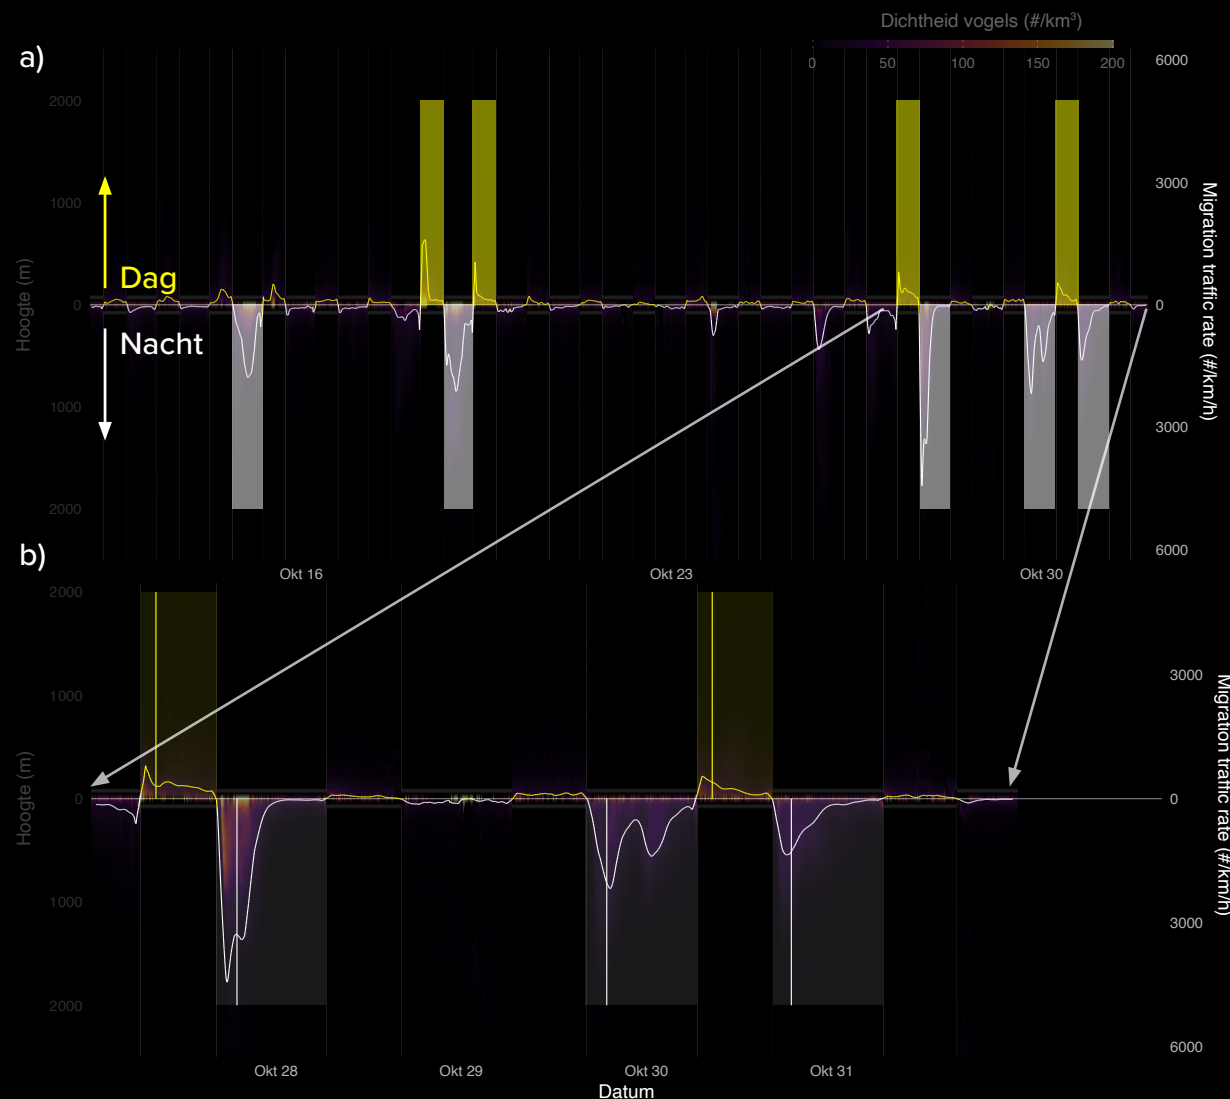 Dichtheid vogels (#/km³)
0 50 100 150 200
a)
6000
2000
3000
1000
Dag
0 0
Nacht
Hoogte (m)
Migration traffic rate (#/km/h)
1000
3000
2000
6000
b)
Okt 16 Okt 23 Okt 30
2000
3000
1000
0 0
Hoogte (m)
Migration traffic rate (#/km/h)
1000
3000
2000
6000
Okt 28 Okt 29 Okt 30 Okt 31
Datum